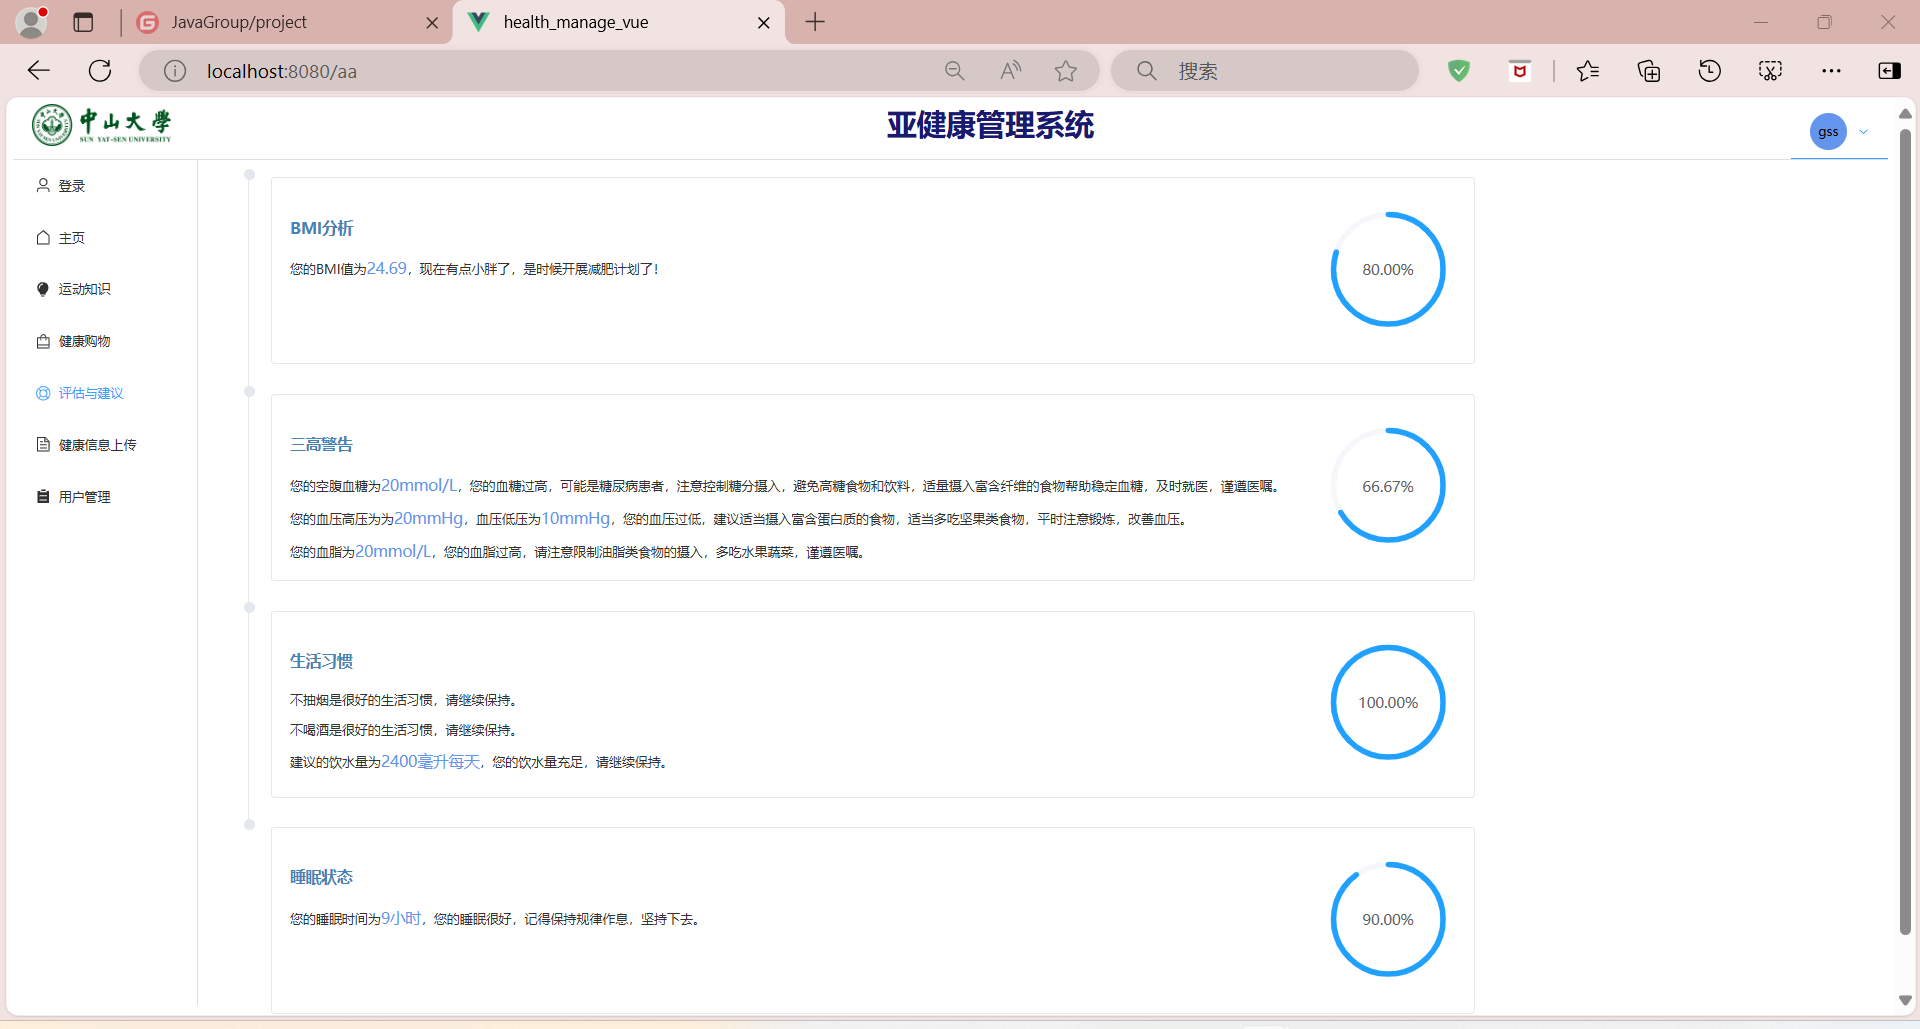 JavaGroup/project
health_manage_vue
localhost:8080/aa
搜索
中山大學
SUN YAT-SEN UNIVERSITY
亚健康管理系统
gss
登录
主页
运动知识
健康购物
评估与建议
健康信息上传
用户管理
BMI分析
您的BMI值为24.69，现在有点小胖了，是时候开展减肥计划了！
80.00%
三高警告
您的空腹血糖为20mmol/L，您的血糖过高，可能是糖尿病患者，注意控制糖分摄入，避免高糖食物和饮料，适量摄入富含纤维的食物帮助稳定血糖，及时就医，谨遵医嘱。
您的血压高压为为20mmHg，血压低压为10mmHg，您的血压过低，建议适当摄入富含蛋白质的食物，适当多吃坚果类食物，平时注意锻炼，改善血压。
您的血脂为20mmol/L，您的血脂过高，请注意限制油脂类食物的摄入，多吃水果蔬菜，谨遵医嘱。
66.67%
生活习惯
不抽烟是很好的生活习惯，请继续保持。
不喝酒是很好的生活习惯，请继续保持。
建议的饮水量为2400毫升每天，您的饮水量充足，请继续保持。
100.00%
睡眠状态
您的睡眠时间为9小时，您的睡眠很好，记得保持规律作息，坚持下去。
90.00%